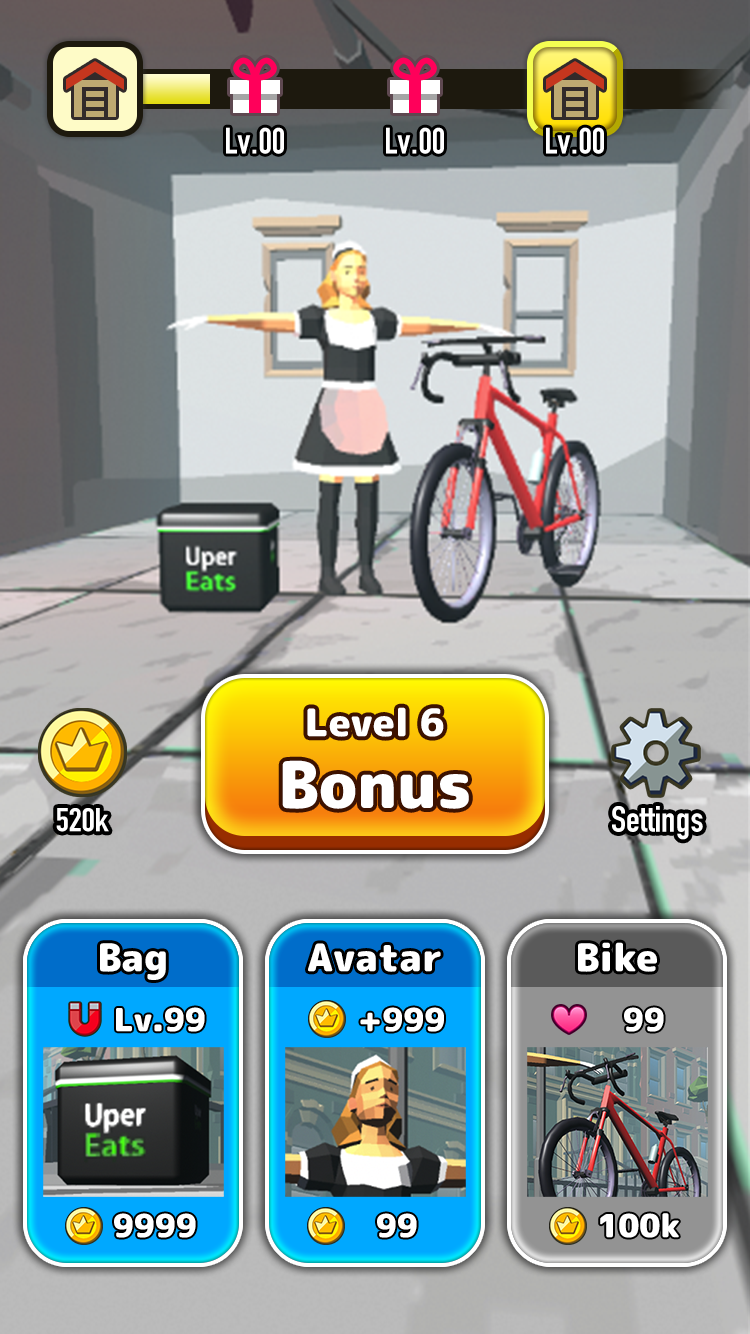 Lv.00
Lv.00
Lv.00
Uper
Eats
Level 6
Bonus
520k
Settings
Bag
Lv.99
Uper
Eats
9999
Avatar
+999
99
Bike
99
100k